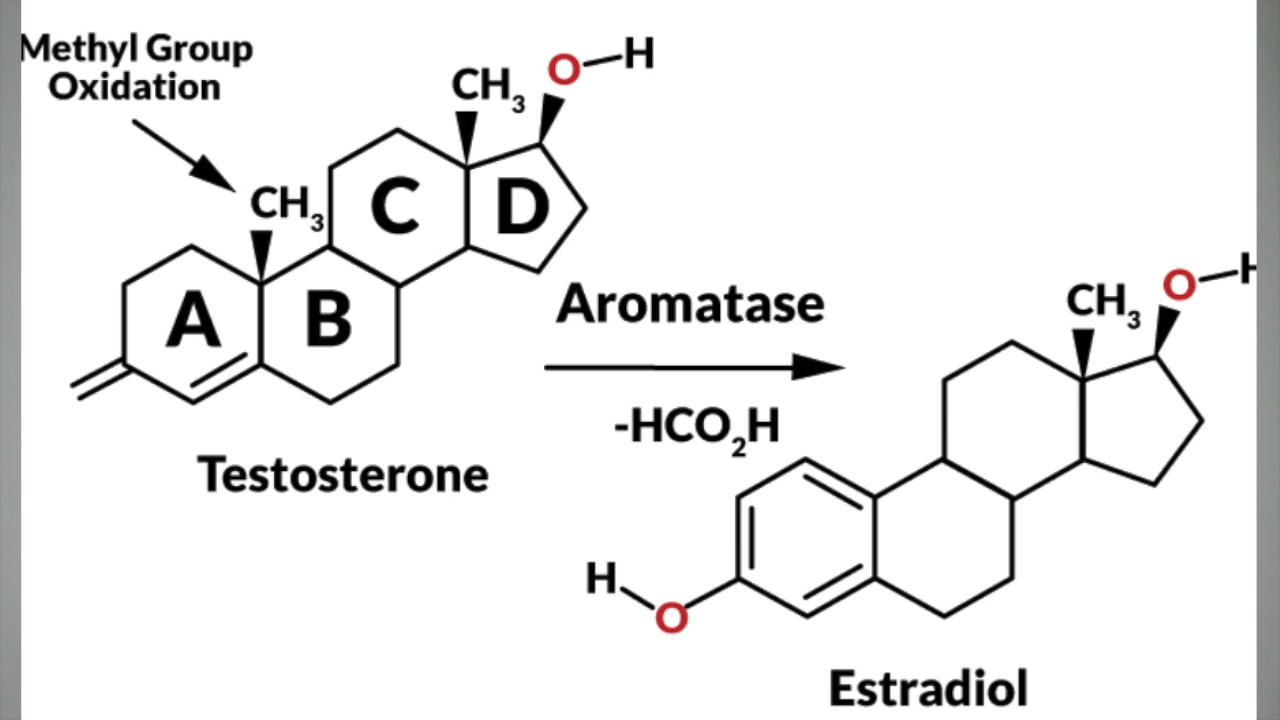 Methyl Group
Oxidation
CH₃
O
H
CH₃
A
B
C
D
Testosterone
Aromatase
-HCO₂H
CH₃
O
H
H
O
Estradiol